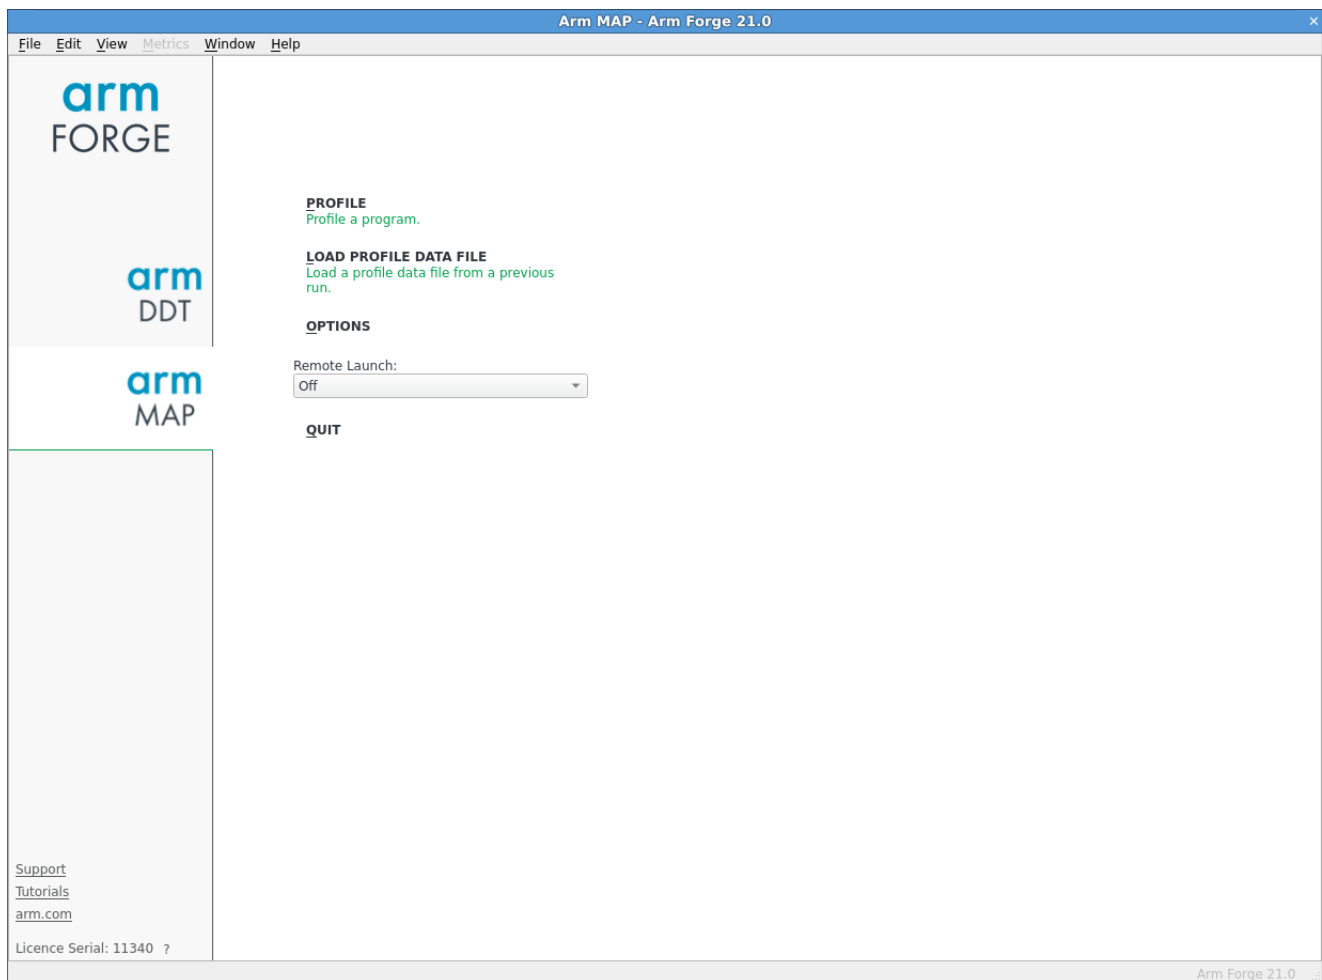 Arm MAP - Arm Forge 21.0
File Edit View Metrics Window Help
arm
FORGE
arm
DDT
arm
MAP
PROFILE
Profile a program.
LOAD PROFILE DATA FILE
Load a profile data file from a previous
run.
OPTIONS
Remote Launch:
Off
QUIT
Support
Tutorials
arm.com
Licence Serial: 11340 ?
Arm Forge 21.0